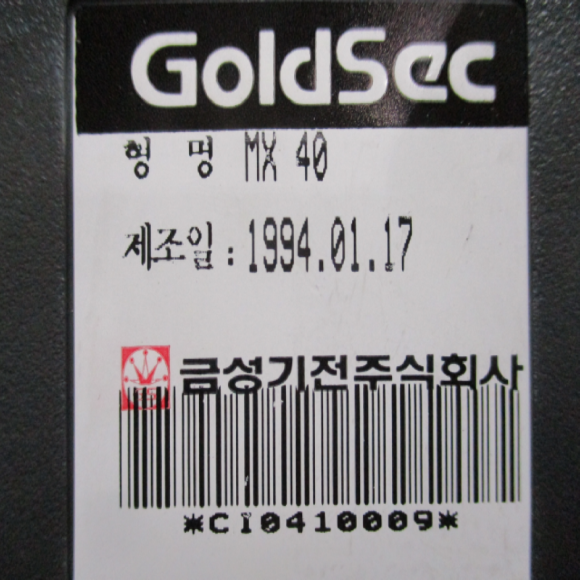 GoldSec
형 명 MX 40
제조일 : 1994.01.17
금성기전주식회사
*CI0410009*